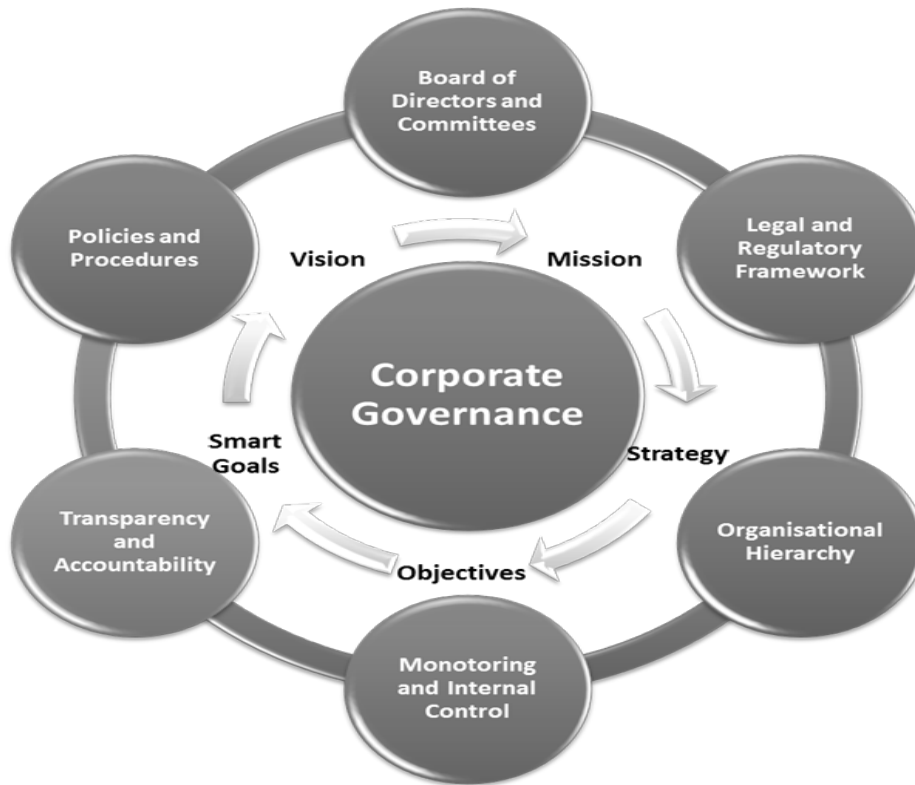 Board of
Directors and
Committees
Policies and
Procedures
Legal and
Regulatory
Framework
Vision
Mission
Corporate
Governance
Smart
Goals
Strategy
Transparency
and
Accountability
Organisational
Hierarchy
Objectives
Monotoring
and Internal
Control